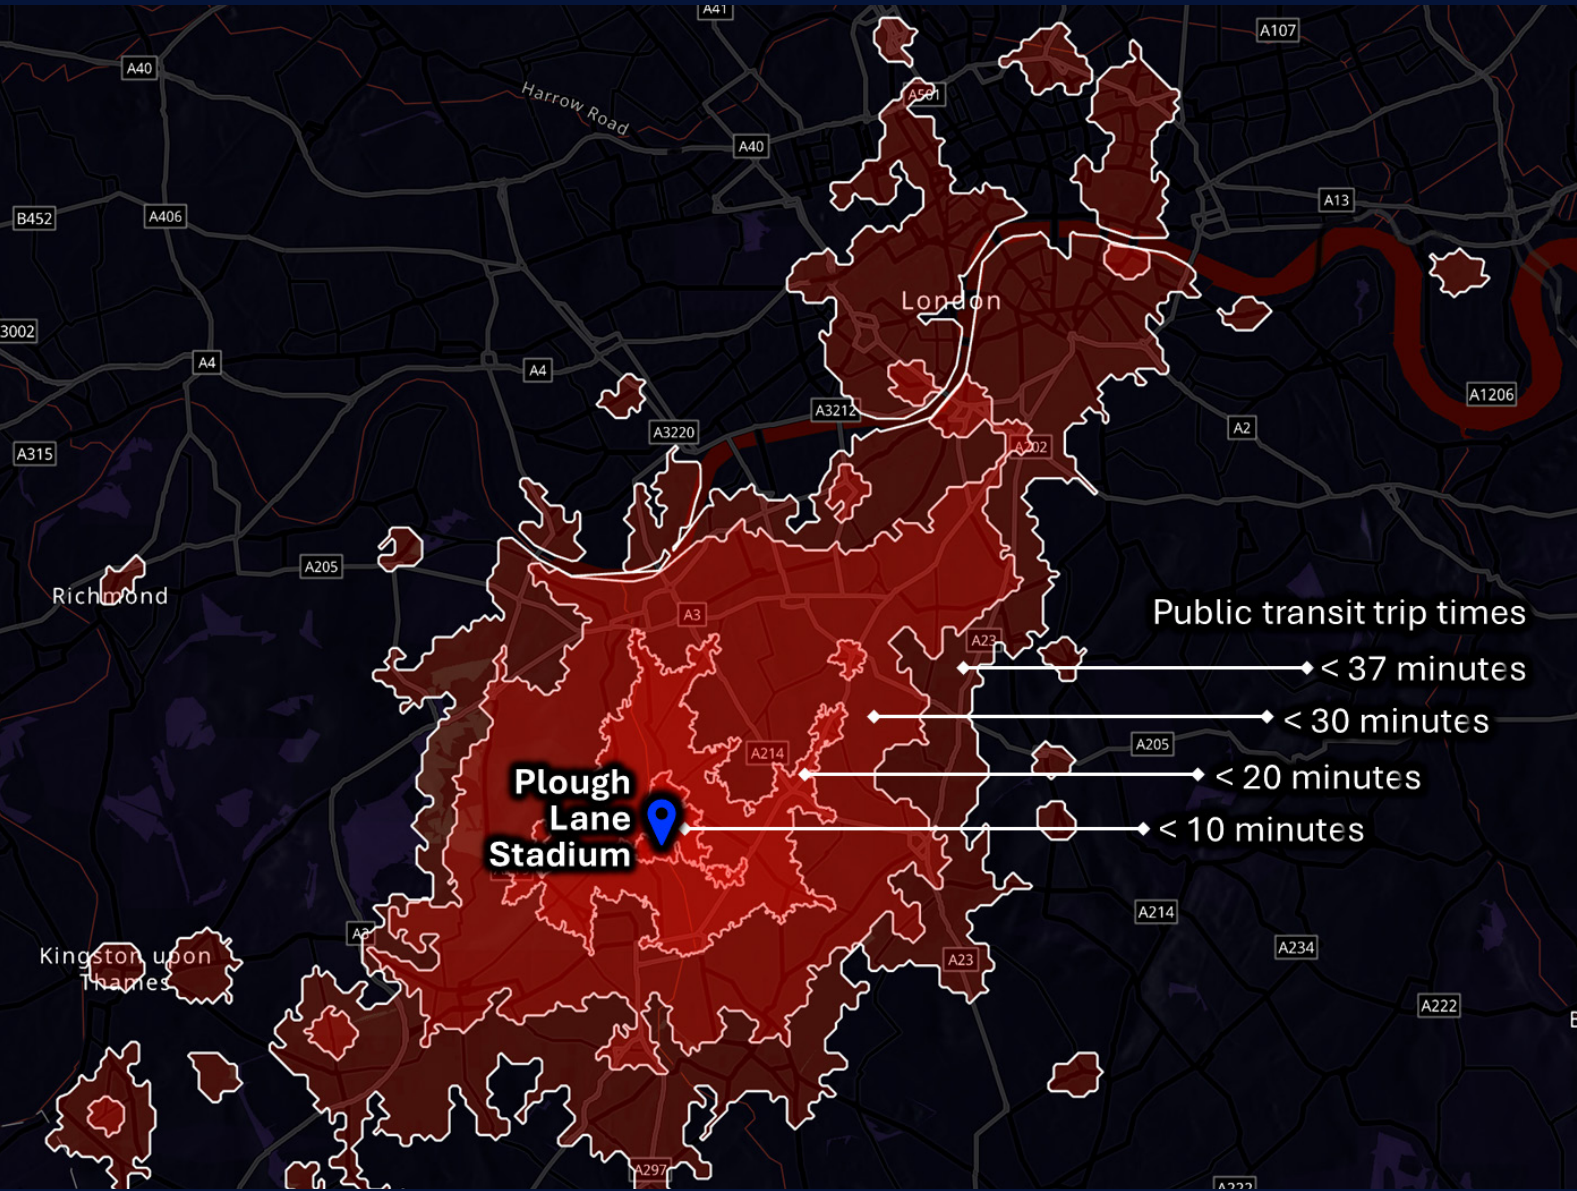 A41
A107
A40
Harrow Road
A501
A40
A13
B452
A406
London
3002
A4
A4
A1206
A3212
A3220
A2
A315
A202
A205
Richmond
A3
Public transit trip times
A23
< 37 minutes
< 30 minutes
A205
A214
< 20 minutes
Plough
Lane
Stadium
< 10 minutes
A214
A3
A234
Kingston upon
Thames
A23
A222
A297
A222